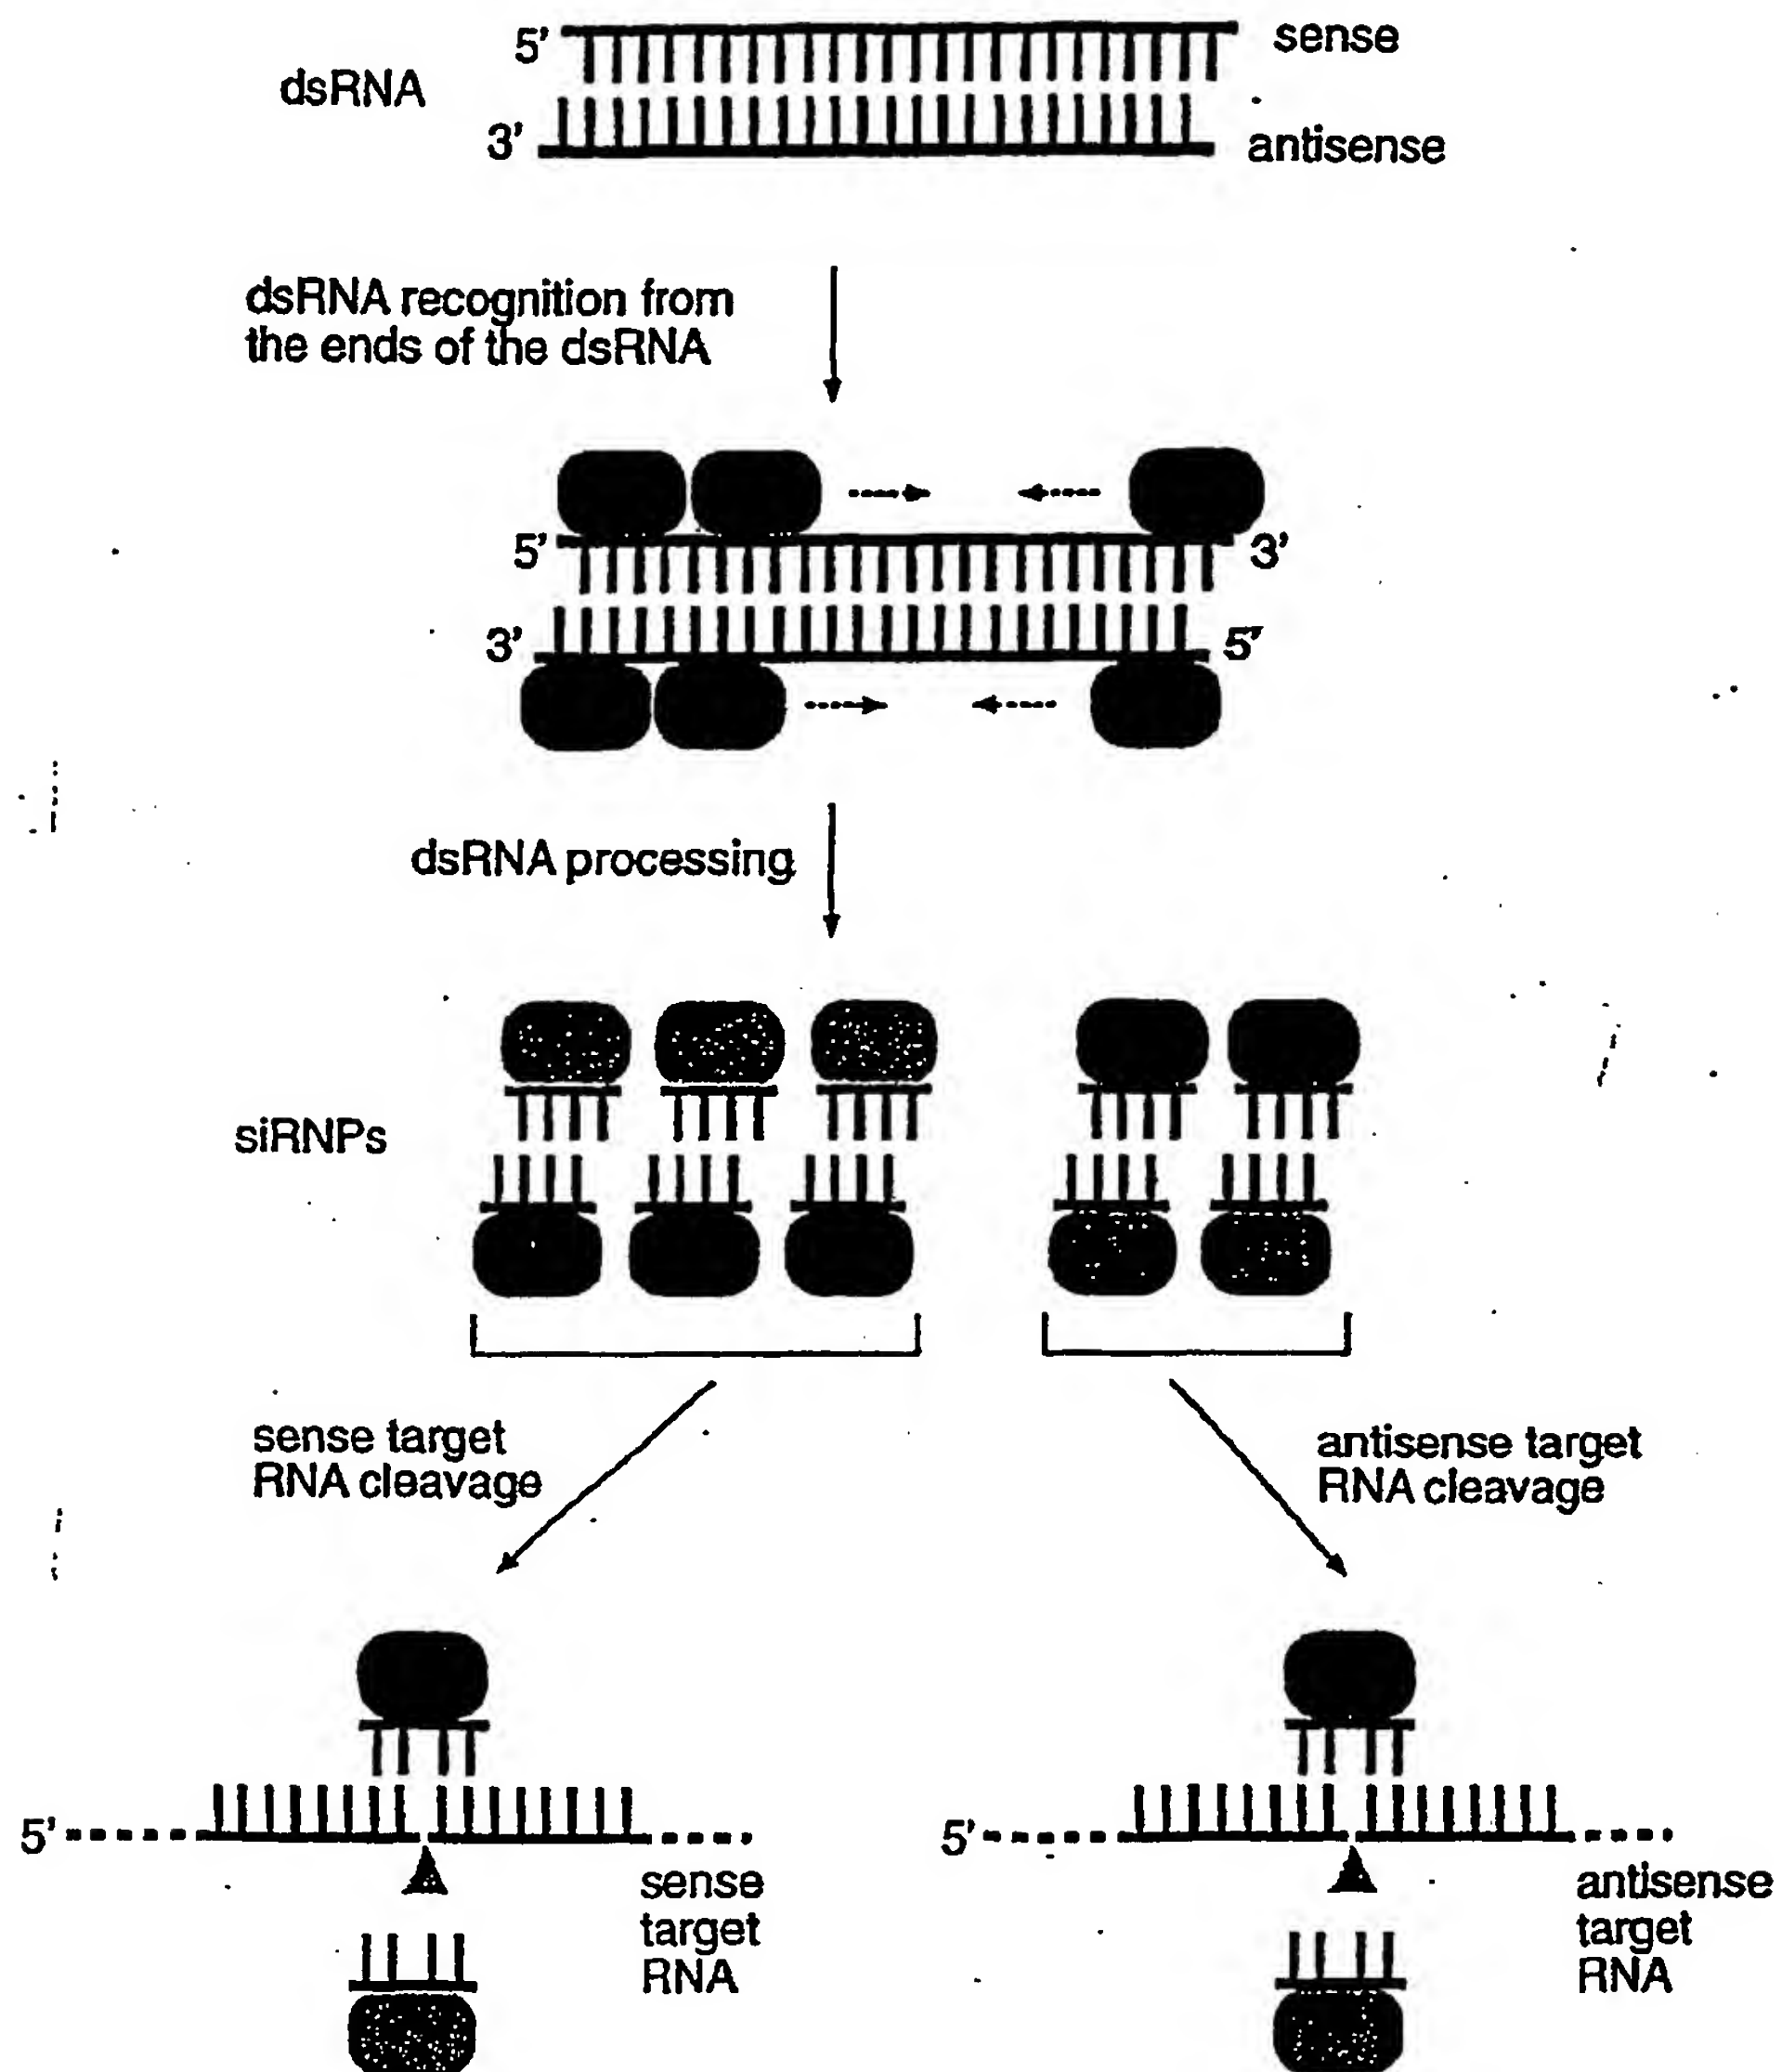 5'
sense
dsRNA
3'
antisense
dsRNA recognition from
the ends of the dsRNA
5'
3'
3'
5'
dsRNA processing
siRNPs
sense target
RNA cleavage
antisense target
RNA cleavage
5'
sense
target
RNA
5'
antisense
target
RNA